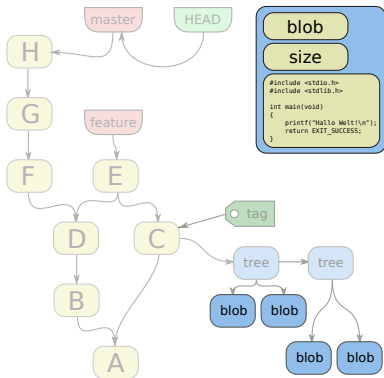 master
HEAD
blob
size
#include <stdio.h>
#include <stdlib.h>
int main(void)
{
printf("Hallo Welt!\n");
return EXIT_SUCCESS;
}
H
G
feature
F
E
tag
D
C
tree
tree
B
blob
blob
A
blob
blob